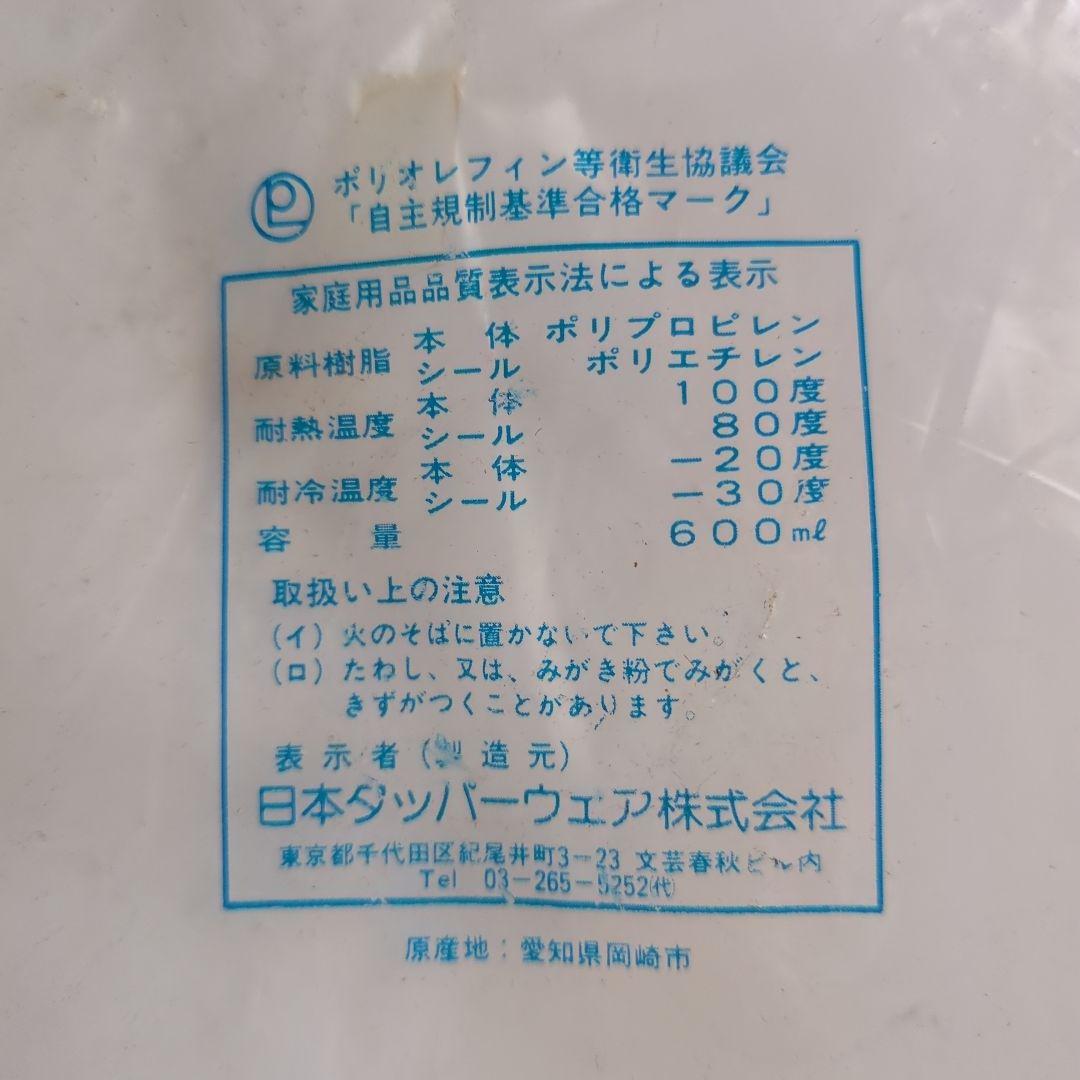 ポリオレフィン等衛生協議会
「自主規制基準合格マーク」
家庭用品品質表示法による表示
原料樹脂 本体 ポリプロピレン
シール ポリエチレン
耐熱温度 本体 100度
シール 80度
耐冷温度 本体 -20度
シール -30度
容量 600ml
取扱い上の注意
(イ) 火のそばに置かないで下さい。
(ロ) たわし、又は、みがき粉でみがくと、
きずがつくことがあります。
表示者(製造元)
日本タッパーウェア株式会社
東京都千代田区紀尾井町3-23 文芸春秋ビル内
Tel 03-265-5252(代)
原産地:愛知県岡崎市